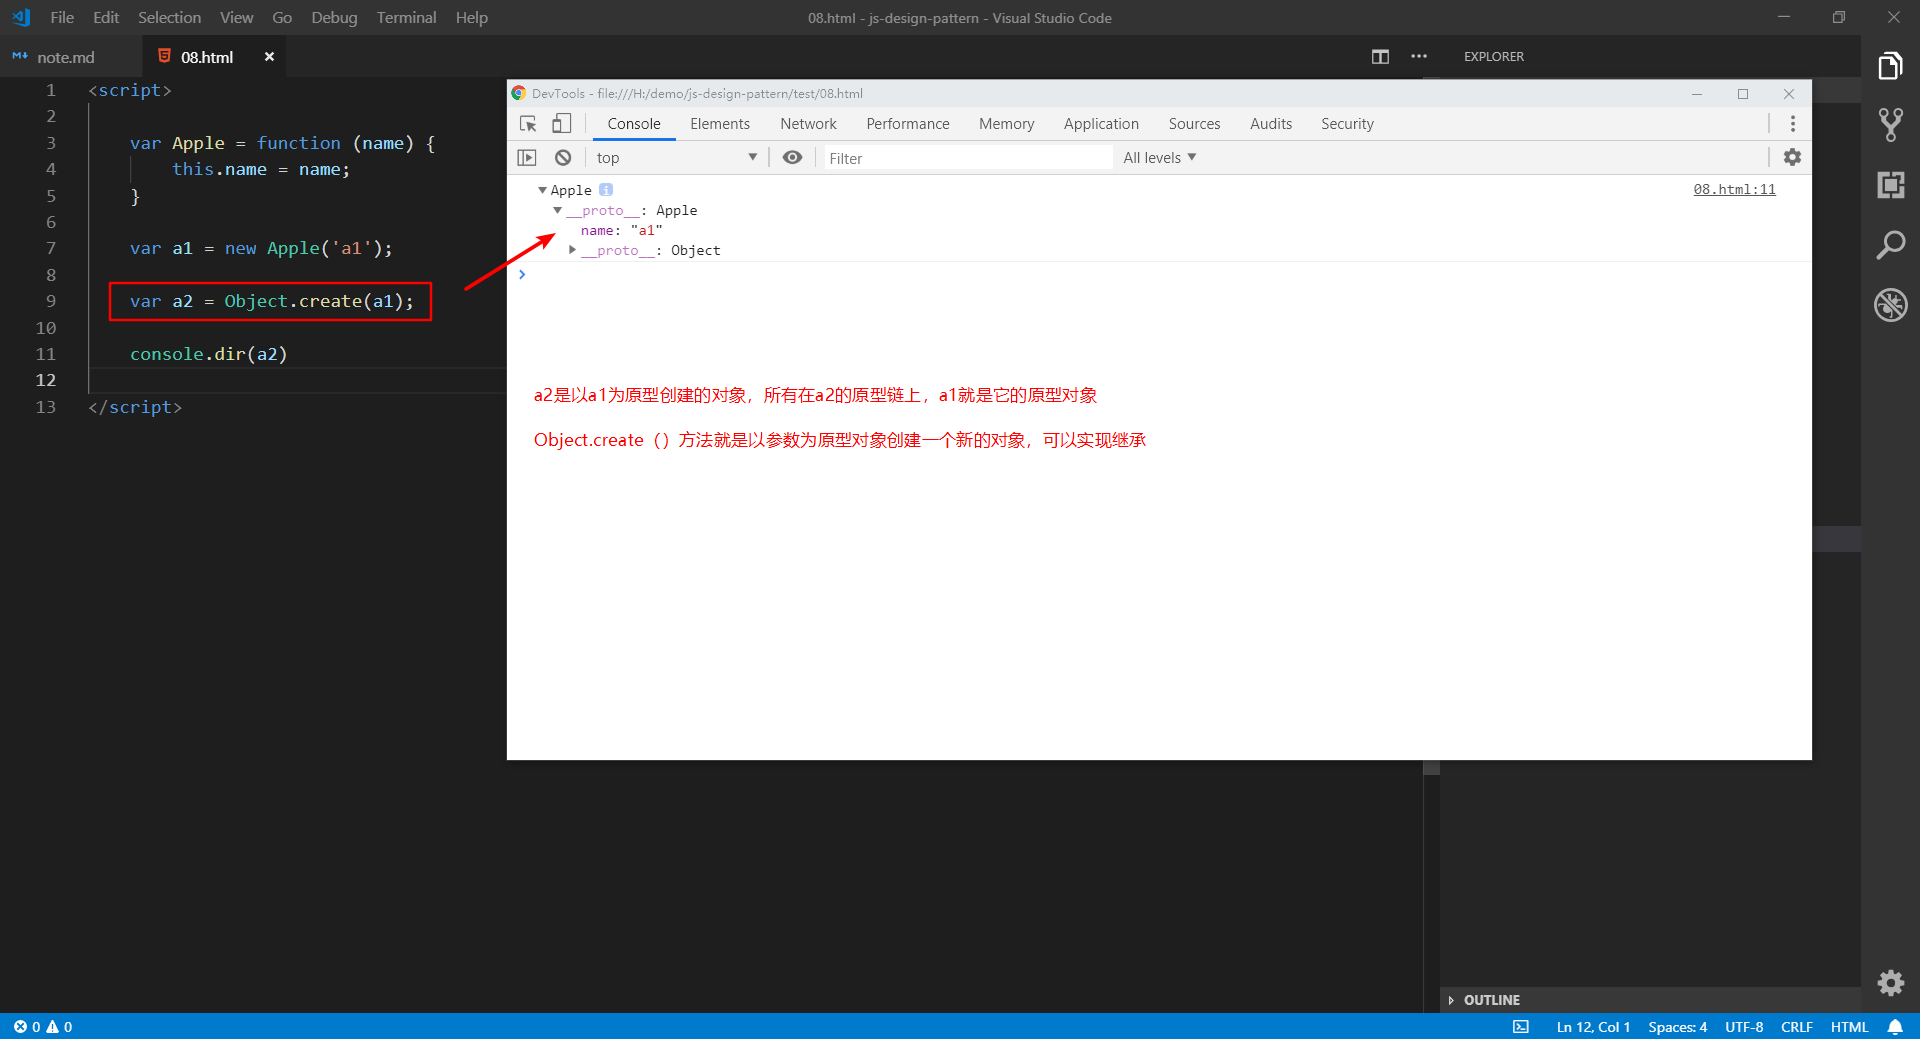 File Edit Selection View Go Debug Terminal Help
08.html - js-design-pattern - Visual Studio Code
note.md
08.html
EXPLORER
1 <script>
2
3 var Apple = function (name) {
4 this.name = name;
5 }
6
7 var a1 = new Apple('a1');
8
9 var a2 = Object.create(a1);
10
11 console.dir(a2)
12
13 </script>
DevTools - file:///H:/demo/js-design-pattern/test/08.html
Console Elements Network Performance Memory Application Sources Audits Security
top Filter All levels
Apple i 08.html:11
__proto__: Apple
name: "a1"
__proto__: Object
a2是以a1为原型创建的对象，所有在a2的原型链上，a1就是它的原型对象
Object.create（）方法就是以参数为原型对象创建一个新的对象，可以实现继承
OUTLINE
0 0
Ln 12, Col 1 Spaces: 4 UTF-8 CRLF HTML